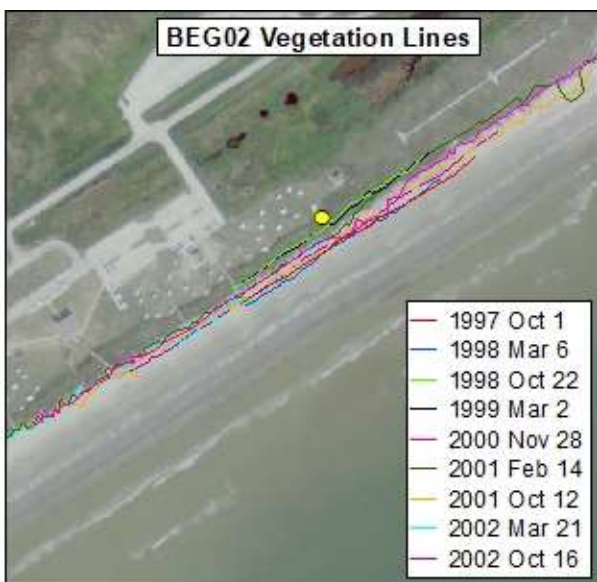 BEG02 Vegetation Lines
1997 Oct 1
1998 Mar 6
1998 Oct 22
1999 Mar 2
2000 Nov 28
2001 Feb 14
2001 Oct 12
2002 Mar 21
2002 Oct 16